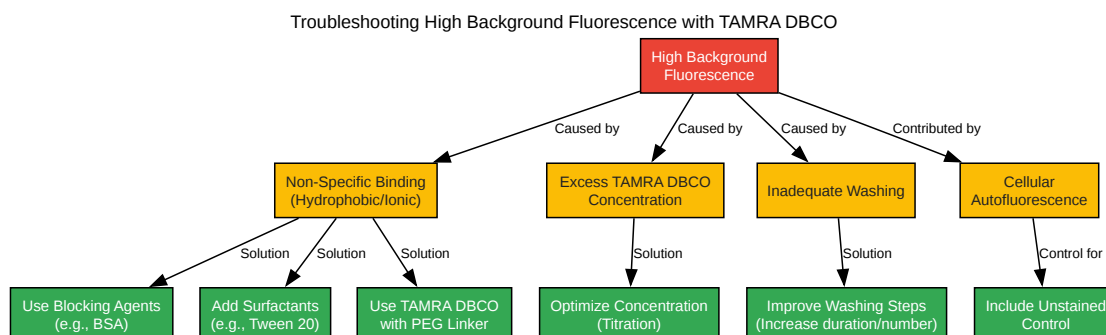 Troubleshooting High Background Fluorescence with TAMRA DBCO
High Background
Fluorescence
Caused by
Caused by
Caused by
Contributed by
Non-Specific Binding
(Hydrophobic/Ionic)
Excess TAMRA DBCO
Concentration
Inadequate Washing
Cellular
Autofluorescence
Solution
Solution
Solution
Solution
Solution
Control for
Use Blocking Agents
(e.g., BSA)
Add Surfactants
(e.g., Tween 20)
Use TAMRA DBCO
with PEG Linker
Optimize Concentration
(Titration)
Improve Washing Steps
(Increase duration/number)
Include Unstained
Control